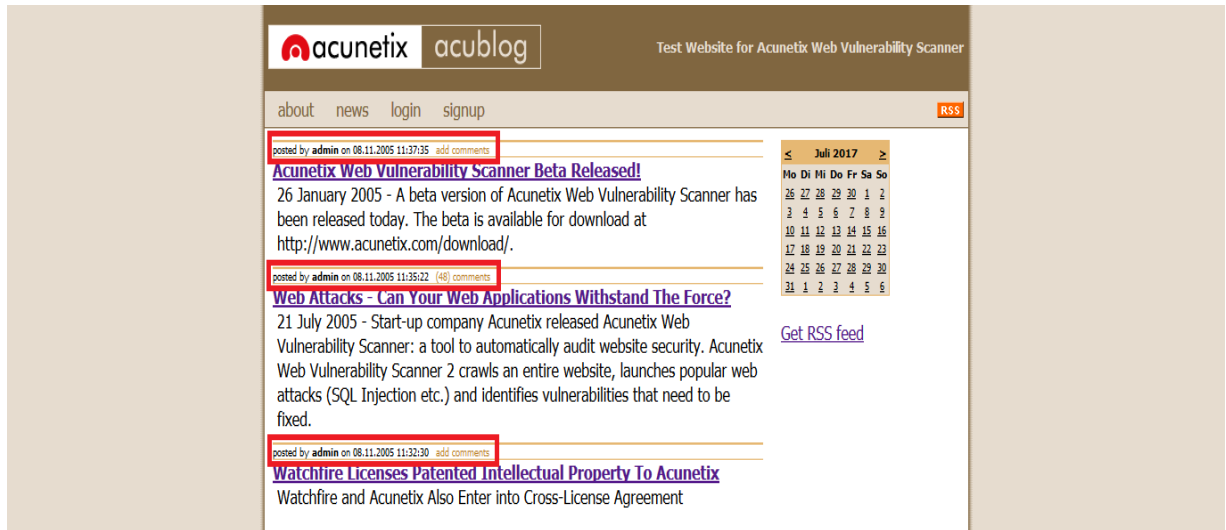 acunetix acublog
Test Website for Acunetix Web Vulnerability Scanner
about news login signup
RSS
posted by admin on 08.11.2005 11:37:35 add comments
Acunetix Web Vulnerability Scanner Beta Released!
26 January 2005 - A beta version of Acunetix Web Vulnerability Scanner has
been released today. The beta is available for download at
http://www.acunetix.com/download/.
posted by admin on 08.11.2005 11:35:22 (48) comments
Web Attacks - Can Your Web Applications Withstand The Force?
21 July 2005 - Start-up company Acunetix released Acunetix Web
Vulnerability Scanner: a tool to automatically audit website security. Acunetix
Web Vulnerability Scanner 2 crawls an entire website, launches popular web
attacks (SQL Injection etc.) and identifies vulnerabilities that need to be
fixed.
posted by admin on 08.11.2005 11:32:30 add comments
Watchfire Licenses Patented Intellectual Property To Acunetix
Watchfire and Acunetix Also Enter into Cross-License Agreement
< Juli 2017 >
Mo Di Mi Do Fr Sa So
26 27 28 29 30 1 2
3 4 5 6 7 8 9
10 11 12 13 14 15 16
17 18 19 20 21 22 23
24 25 26 27 28 29 30
31 1 2 3 4 5 6
Get RSS feed